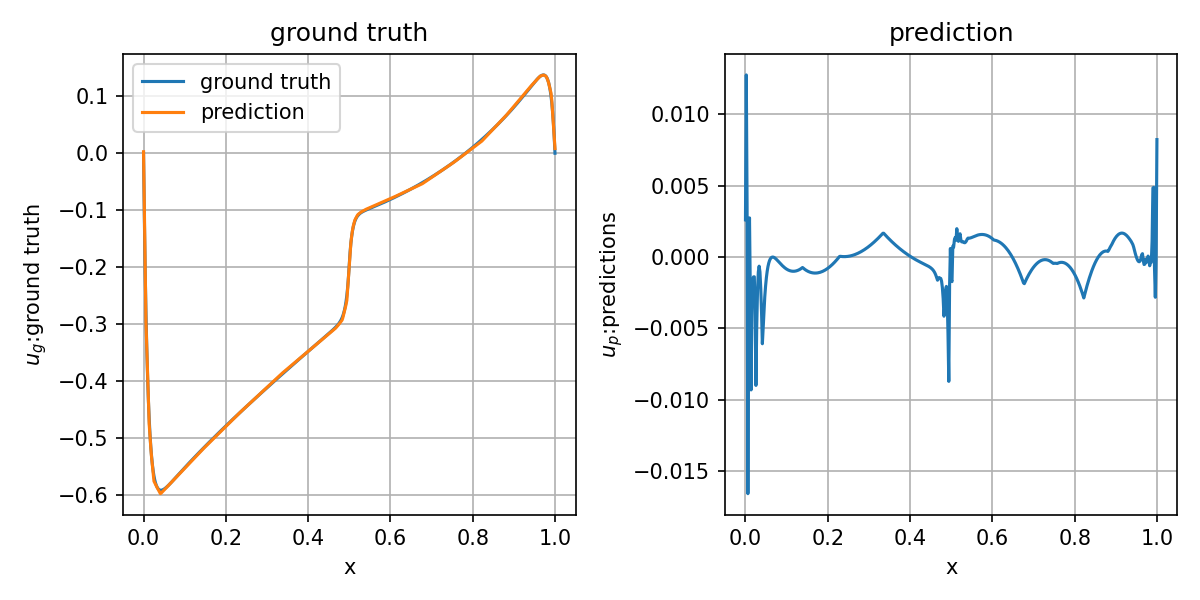 ground truth
ground truth
prediction
0.1
0.0
−0.1
−0.2
−0.3
−0.4
−0.5
−0.6
u_g:ground truth
0.0 0.2 0.4 0.6 0.8 1.0
x
prediction
0.010
0.005
0.000
−0.005
−0.010
−0.015
u_p:predictions
0.0 0.2 0.4 0.6 0.8 1.0
x